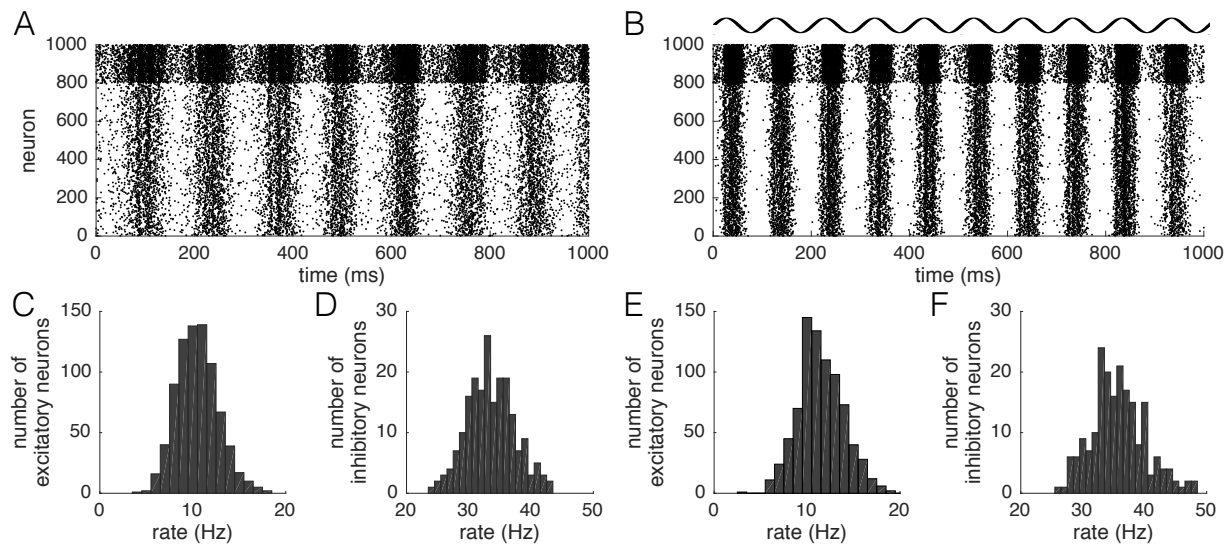 A
B
1000
800
600
400
200
0
neuron
0 200 400 600 800 1000
time (ms)
1000
800
600
400
200
0
0 200 400 600 800 1000
time (ms)
C
150
100
50
0
number of
excitatory neurons
0 10 20
rate (Hz)
D
30
20
10
0
number of
inhibitory neurons
20 30 40 50
rate (Hz)
E
150
100
50
0
number of
excitatory neurons
0 10 20
rate (Hz)
F
30
20
10
0
number of
inhibitory neurons
20 30 40 50
rate (Hz)